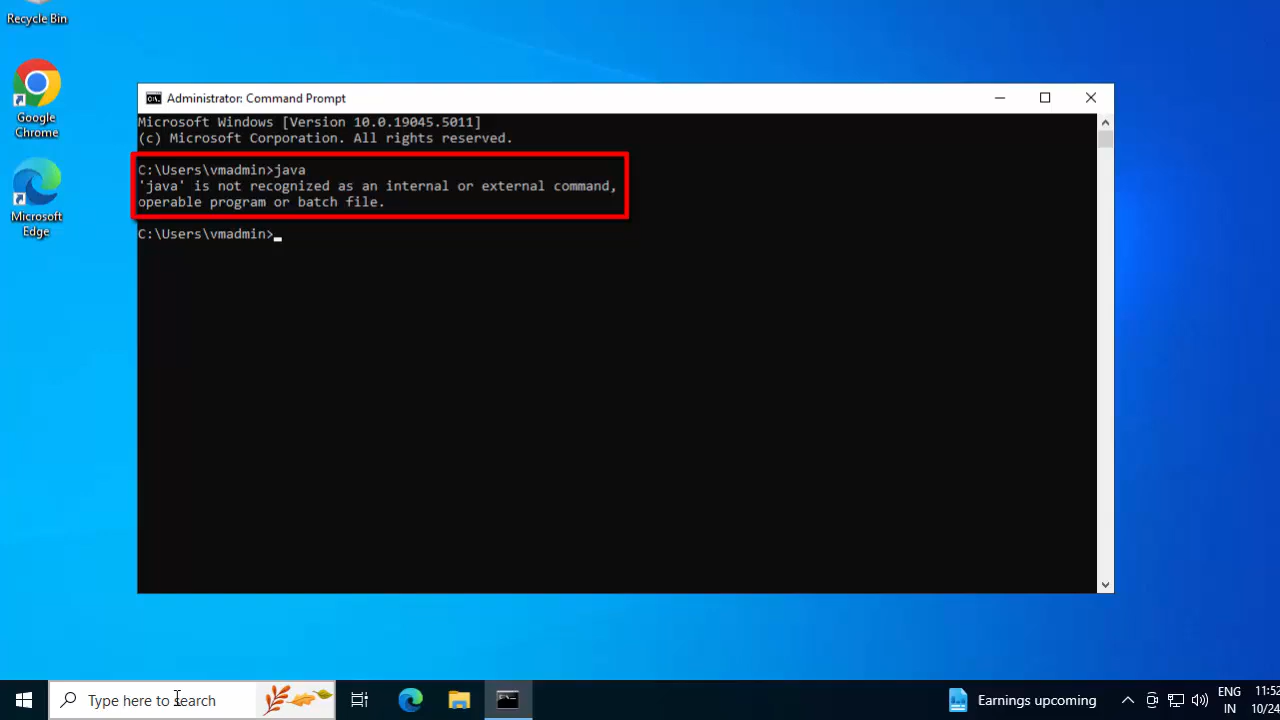 Recycle Bin
Google
Chrome
Microsoft
Edge
Administrator: Command Prompt
Microsoft Windows [Version 10.0.19045.5011]
(c) Microsoft Corporation. All rights reserved.
C:\Users\vmadmin>java
'java' is not recognized as an internal or external command,
operable program or batch file.
C:\Users\vmadmin>
Type here to search
Earnings upcoming
ENG
IN
11:52
10/24